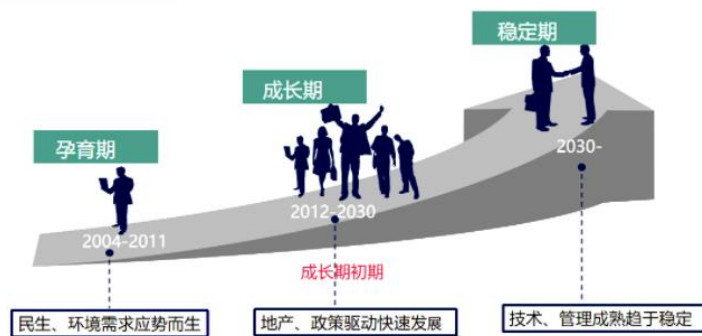 稳定期
成长期
孕育期
2030-
2012-2030
2004-2011
成长期初期
民生、环境需求应势而生
地产、政策驱动快速发展
技术、管理成熟趋于稳定